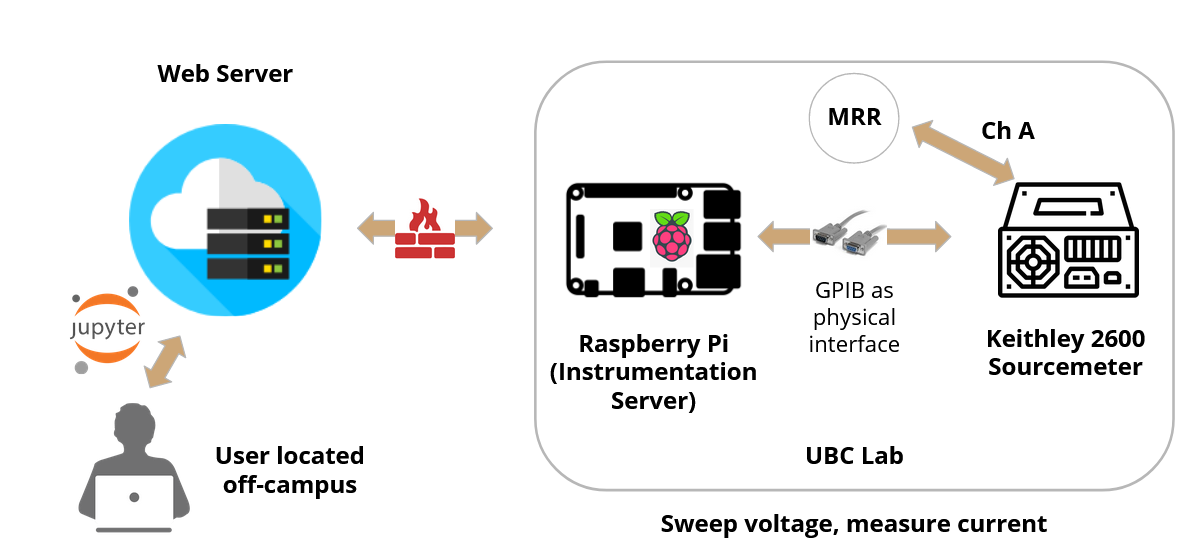 Web Server
MRR
Ch A
jupyter
GPIB as
physical
interface
Raspberry Pi
(Instrumentation
Server)
Keithley 2600
Sourcemeter
User located
off-campus
UBC Lab
Sweep voltage, measure current